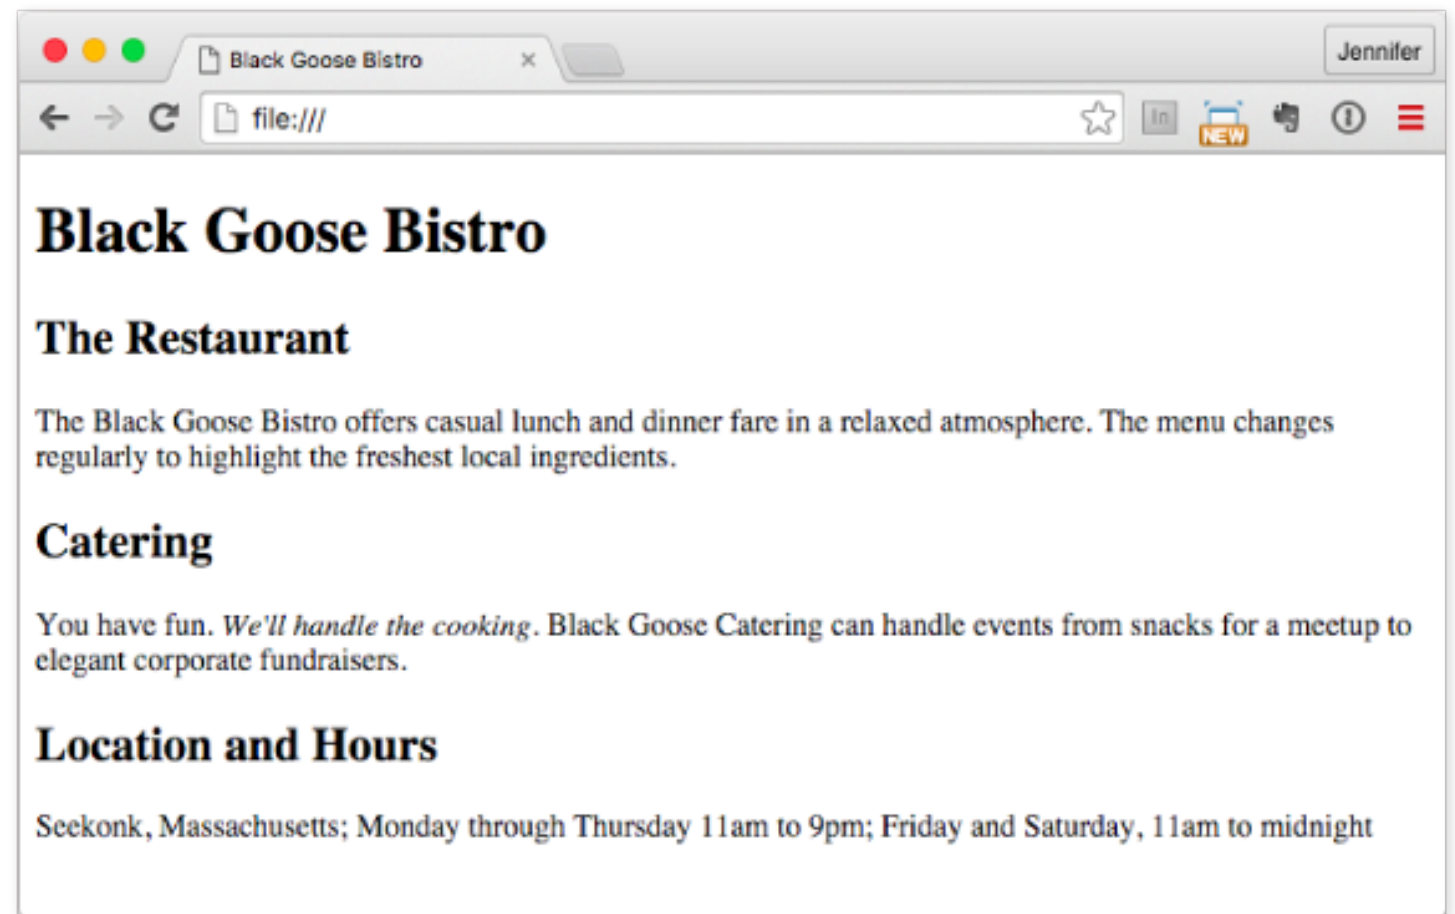 Black Goose Bistro
Jennifer
file:///
In
NEW
Black Goose Bistro
The Restaurant
The Black Goose Bistro offers casual lunch and dinner fare in a relaxed atmosphere. The menu changes
regularly to highlight the freshest local ingredients.
Catering
You have fun. We'll handle the cooking. Black Goose Catering can handle events from snacks for a meetup to
elegant corporate fundraisers.
Location and Hours
Seekonk, Massachusetts; Monday through Thursday 11am to 9pm; Friday and Saturday, 11am to midnight